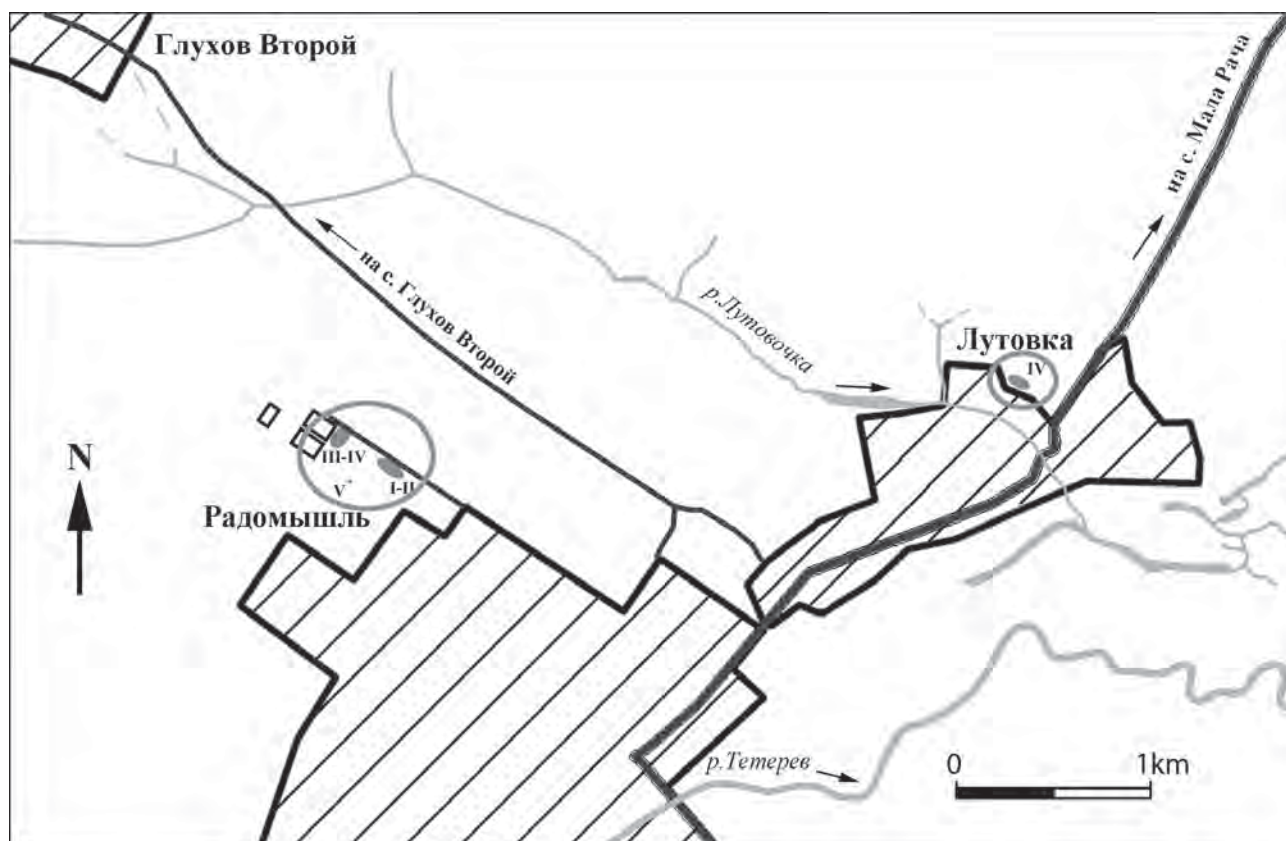 Глухов Второй
на с. Мала Рача
на с. Глухов Второй
р.Лутовочка
Лутовка
IV
III-IV
I-II
V+
N
Радомышль
р.Тетерев
0 1km